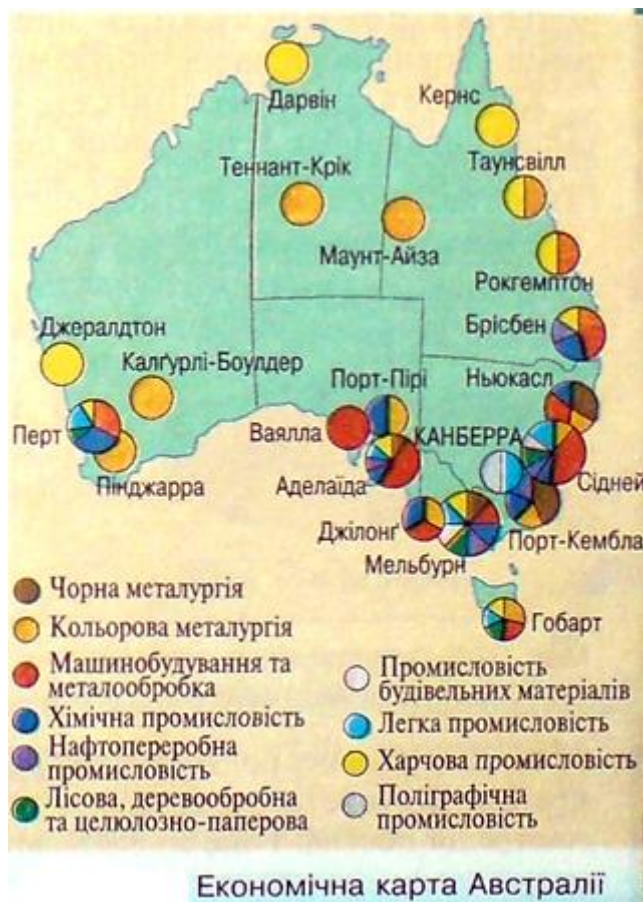 Дарвін
Кернс
Теннант-Крік
Таунсвілл
Маунт-Айза
Рокгемптон
Джералдтон
Брісбен
Калґурлі-Боулдер
Порт-Пірі
Ньюкасл
Перт
Ваялла
КАНБЕРРА
Пінджарра
Аделаїда
Сідней
Джілонґ
Порт-Кембла
Мельбурн
Гобарт
Чорна металургія
Кольорова металургія
Машинобудування та
металообробка
Хімічна промисловість
Нафтопереробна
промисловість
Лісова, деревообробна
та целюлозно-паперова
Промисловість
будівельних матеріалів
Легка промисловість
Харчова промисловість
Поліграфічна
промисловість
Економічна карта Австралії